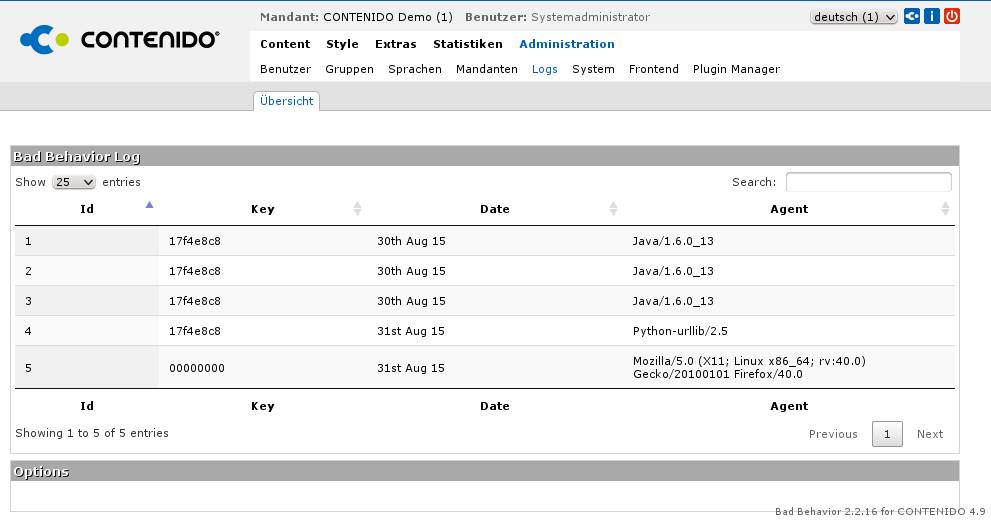 Mandant: CONTENIDO Demo (1) Benutzer: Systemadministrator deutsch (1)
CONTENIDO
Content Style Extras Statistiken Administration
Benutzer Gruppen Sprachen Mandanten Logs System Frontend Plugin Manager
Übersicht
Bad Behavior Log
Show 25 entries Search:
Id Key Date Agent
1 17f4e8c8 30th Aug 15 Java/1.6.0_13
2 17f4e8c8 30th Aug 15 Java/1.6.0_13
3 17f4e8c8 30th Aug 15 Java/1.6.0_13
4 17f4e8c8 31st Aug 15 Python-urllib/2.5
5 00000000 31st Aug 15 Mozilla/5.0 (X11; Linux x86_64; rv:40.0)
Gecko/20100101 Firefox/40.0
Id Key Date Agent
Showing 1 to 5 of 5 entries Previous 1 Next
Options
Bad Behavior 2.2.16 for CONTENIDO 4.9